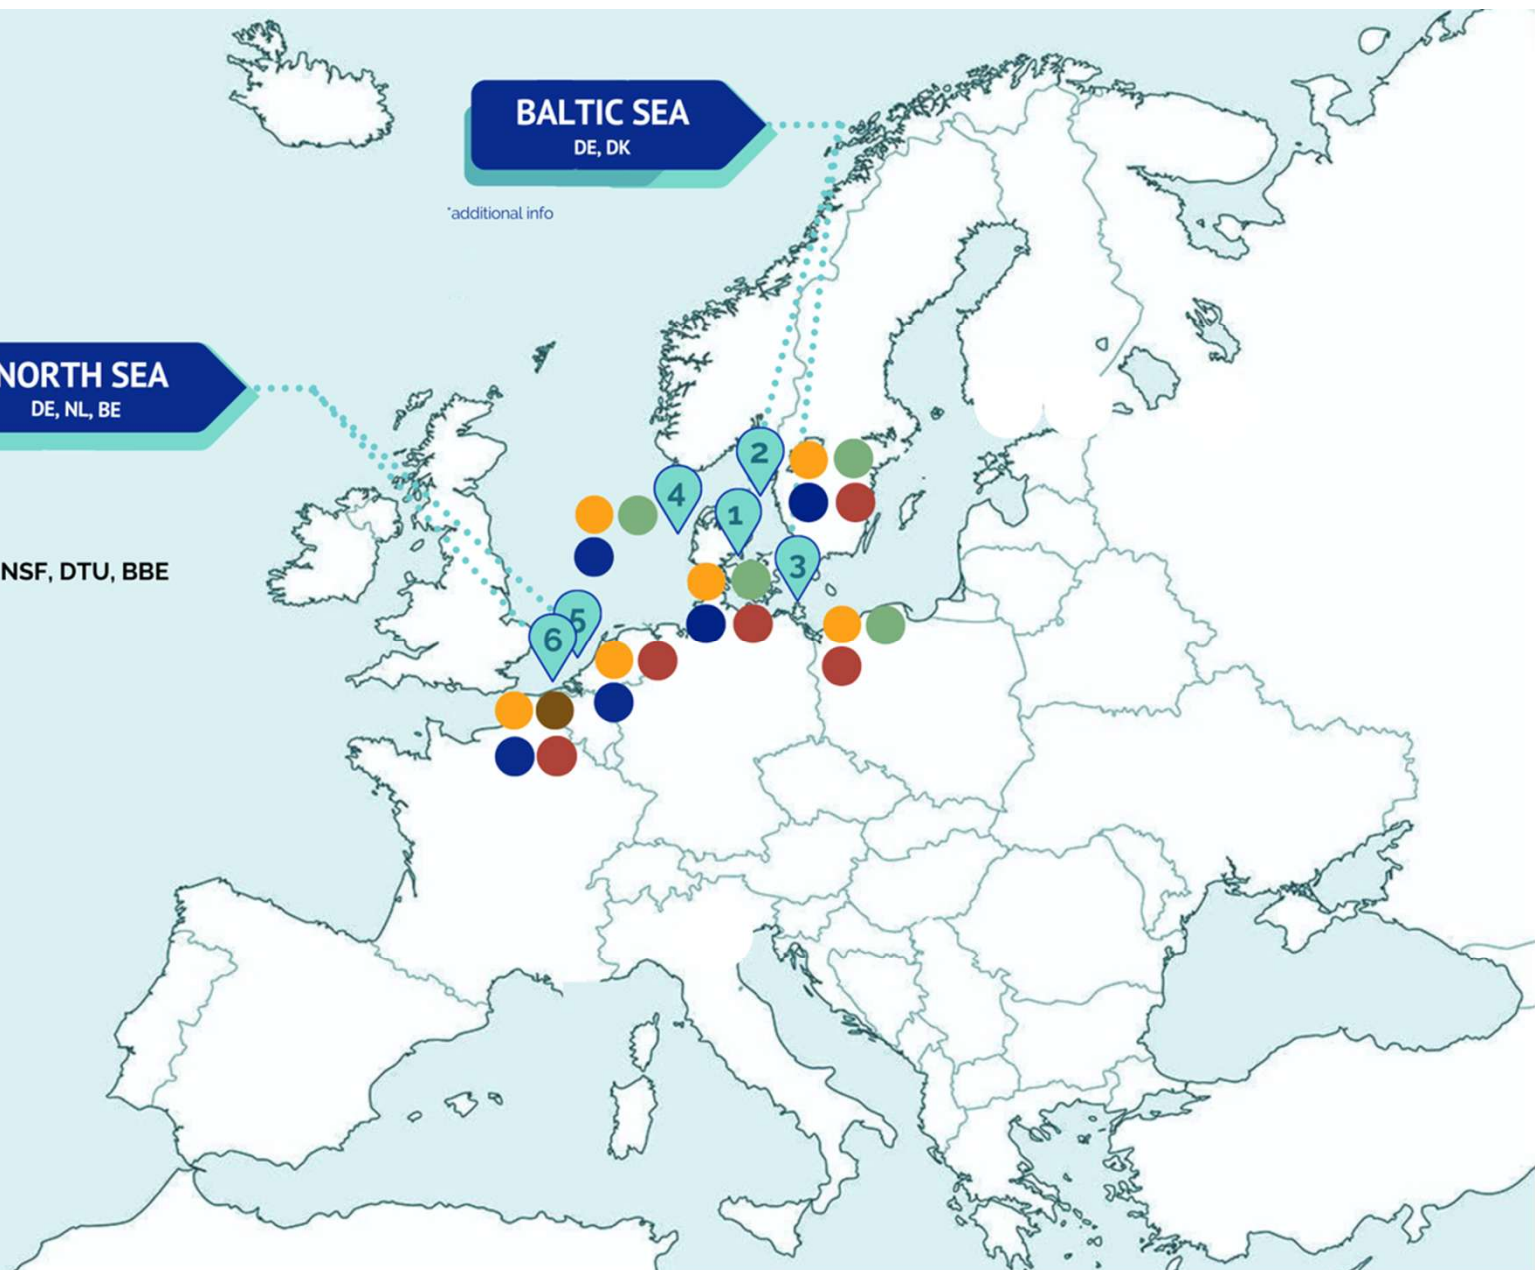 BALTIC SEA
DE, DK
*additional info
NORTH SEA
DE, NL, BE
2
4
1
3
NSF, DTU, BBE
5
6